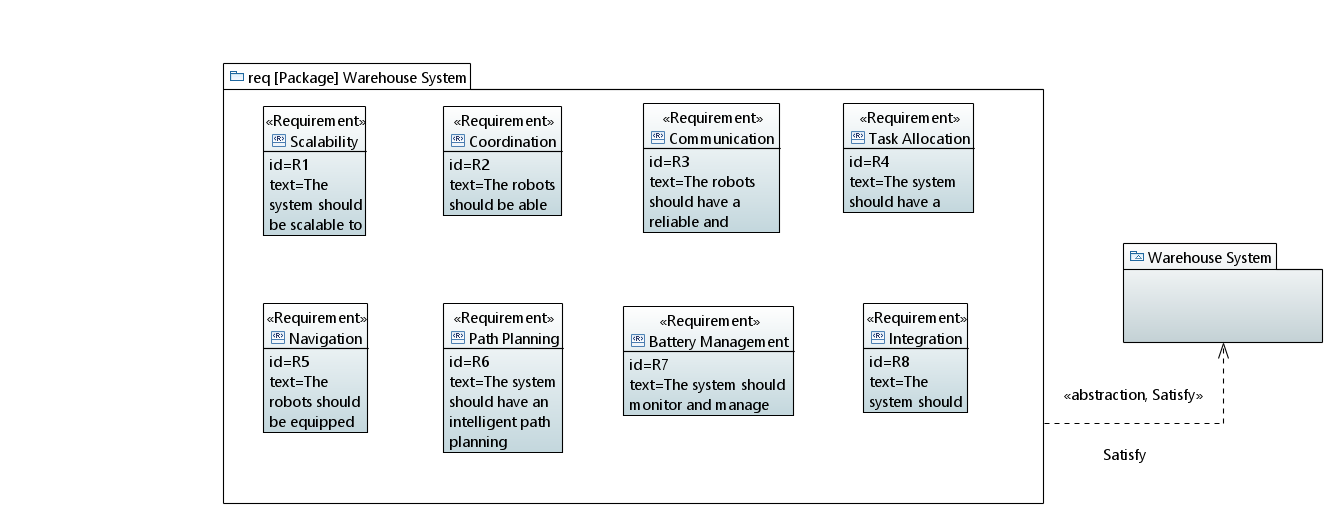 req [Package] Warehouse System
«Requirement»
Scalability
id=R1
text=The
system should
be scalable to
«Requirement»
Coordination
id=R2
text=The robots
should be able
«Requirement»
Communication
id=R3
text=The robots
should have a
reliable and
«Requirement»
Task Allocation
id=R4
text=The system
should have a
Warehouse System
«Requirement»
Navigation
id=R5
text=The
robots should
be equipped
«Requirement»
Path Planning
id=R6
text=The system
should have an
intelligent path
planning
«Requirement»
Battery Management
id=R7
text=The system should
monitor and manage
«Requirement»
Integration
id=R8
text=The
system should
«abstraction, Satisfy»
Satisfy